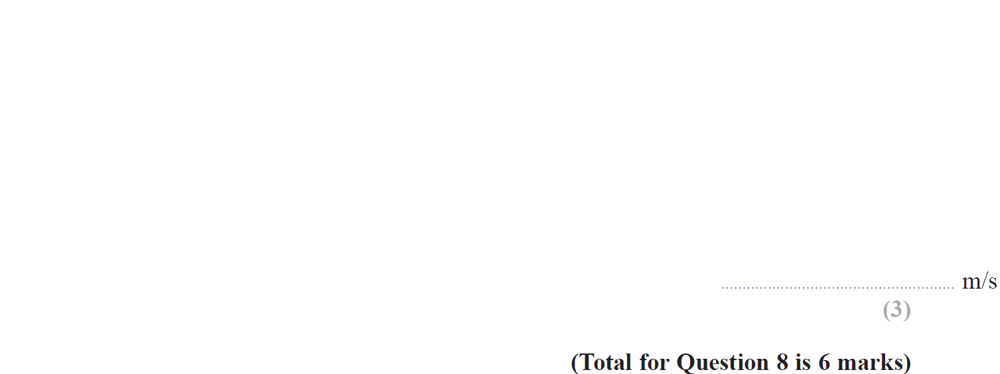 .................................................... m/s
(3)
(Total for Question 8 is 6 marks)